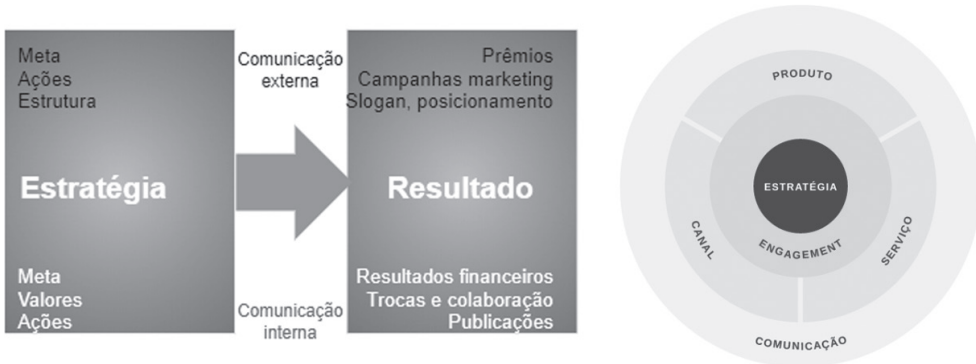 Meta
Ações
Estrutura
Estratégia
Meta
Valores
Ações
Comunicação
externa
Comunicação
interna
Prêmios
Campanhas marketing
Slogan, posicionamento
Resultado
Resultados financeiros
Trocas e colaboração
Publicações
PRODUTO
ESTRATÉGIA
ENGAGEMENT
CANAL
SERVIÇO
COMUNICAÇÃO